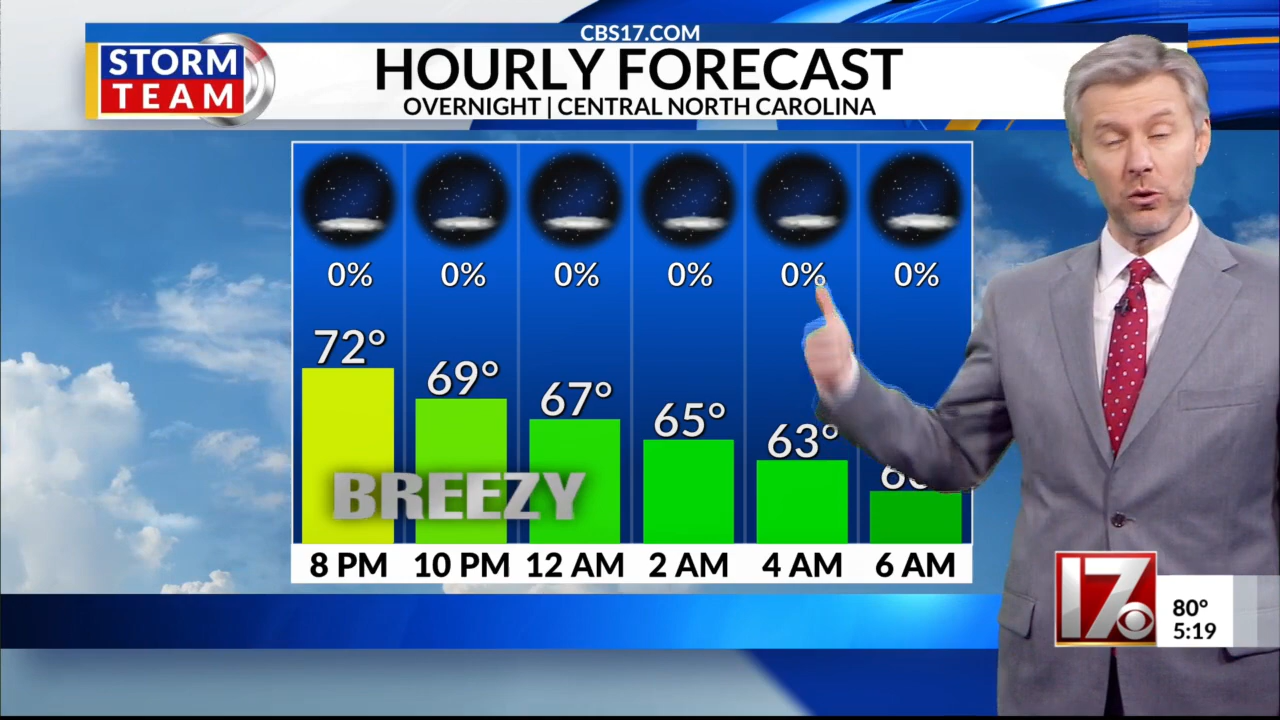 CBS17.COM
STORM
TEAM
HOURLY FORECAST
OVERNIGHT | CENTRAL NORTH CAROLINA
0% 0% 0% 0% 0% 0%
72° 69° 67° 65° 63°
BREEZY
8 PM 10 PM 12 AM 2 AM 4 AM 6 AM
17
80°
5:19